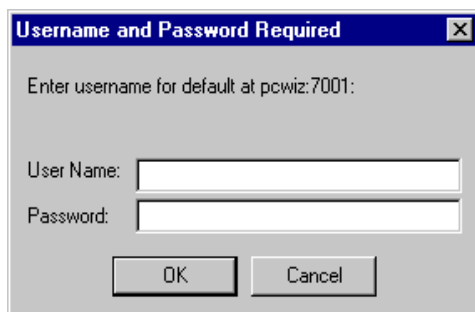 Username and Password Required
Enter username for default at pcwiz:7001:
User Name:
Password:
OK Cancel